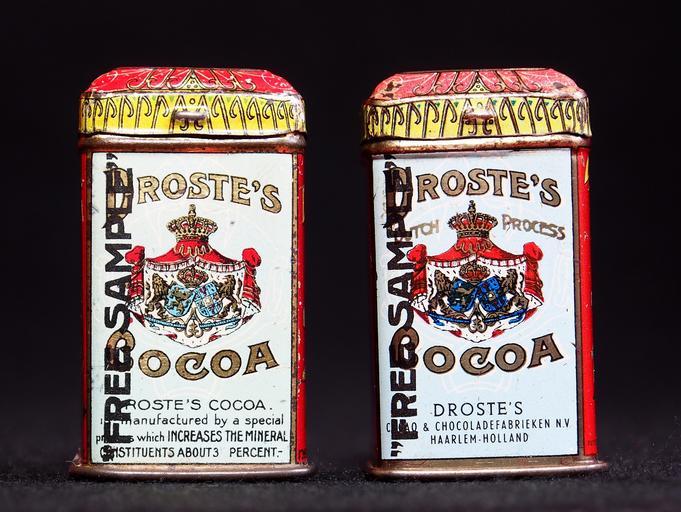 DROSTE'S
COCOA
DROSTE'S COCOA.
manufactured by a special
process which INCREASES THE MINERAL
CONSTITUENTS ABOUT 3 PERCENT.-
"FREE SAMPLE"
DROSTE'S
DUTCH PROCESS
COCOA
DROSTE'S
CACAO & CHOCOLADEFABRIEKEN N.V.
HAARLEM-HOLLAND
"FREE SAMPLE"